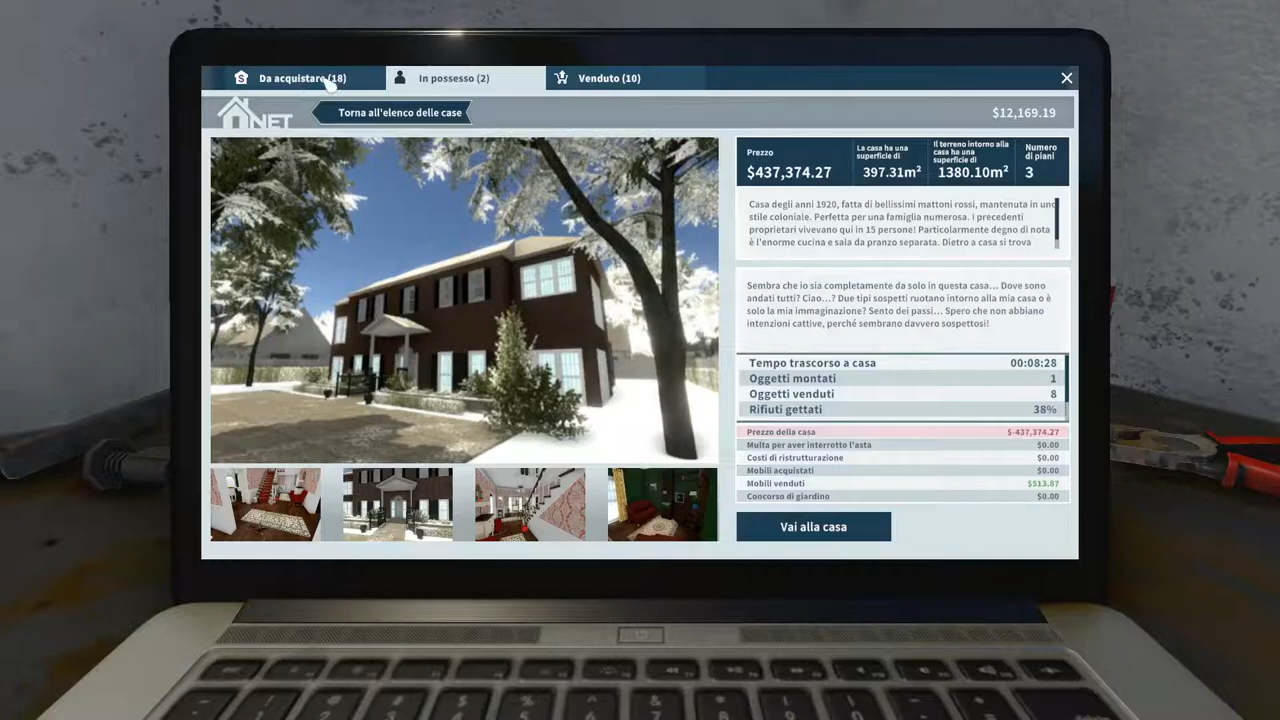 Da acquistare (18)
In possesso (2)
Venduto (10)
NET
Torna all'elenco delle case
$12,169.19
Prezzo
$437,374.27
La casa ha una
superficie di
397.31m²
Il terreno intorno alla
casa ha una
superficie di
1380.10m²
Numero
di piani
3
Casa degli anni 1920, fatta di bellissimi mattoni rossi, mantenuta in uno
stile coloniale. Perfetta per una famiglia numerosa. I precedenti
proprietari vivevano qui in 15 persone! Particolarmente degno di nota
è l'enorme cucina e sala da pranzo separata. Dietro a casa si trova
Sembra che io sia completamente da solo in questa casa... Dove sono
andati tutti? Ciao...? Due tipi sospetti ruotano intorno alla mia casa o è
solo la mia immaginazione? Sento dei passi... Spero che non abbiano
intenzioni cattive, perché sembrano davvero sospettosi!
Tempo trascorso a casa 00:08:28
Oggetti montati 1
Oggetti venduti 8
Rifiuti gettati 38%
Prezzo della casa $-437,374.27
Multa per aver interrotto l'asta $0.00
Costi di ristrutturazione $0.00
Mobili acquistati $0.00
Mobili venduti $513.87
Concorso di giardino $0.00
Vai alla casa